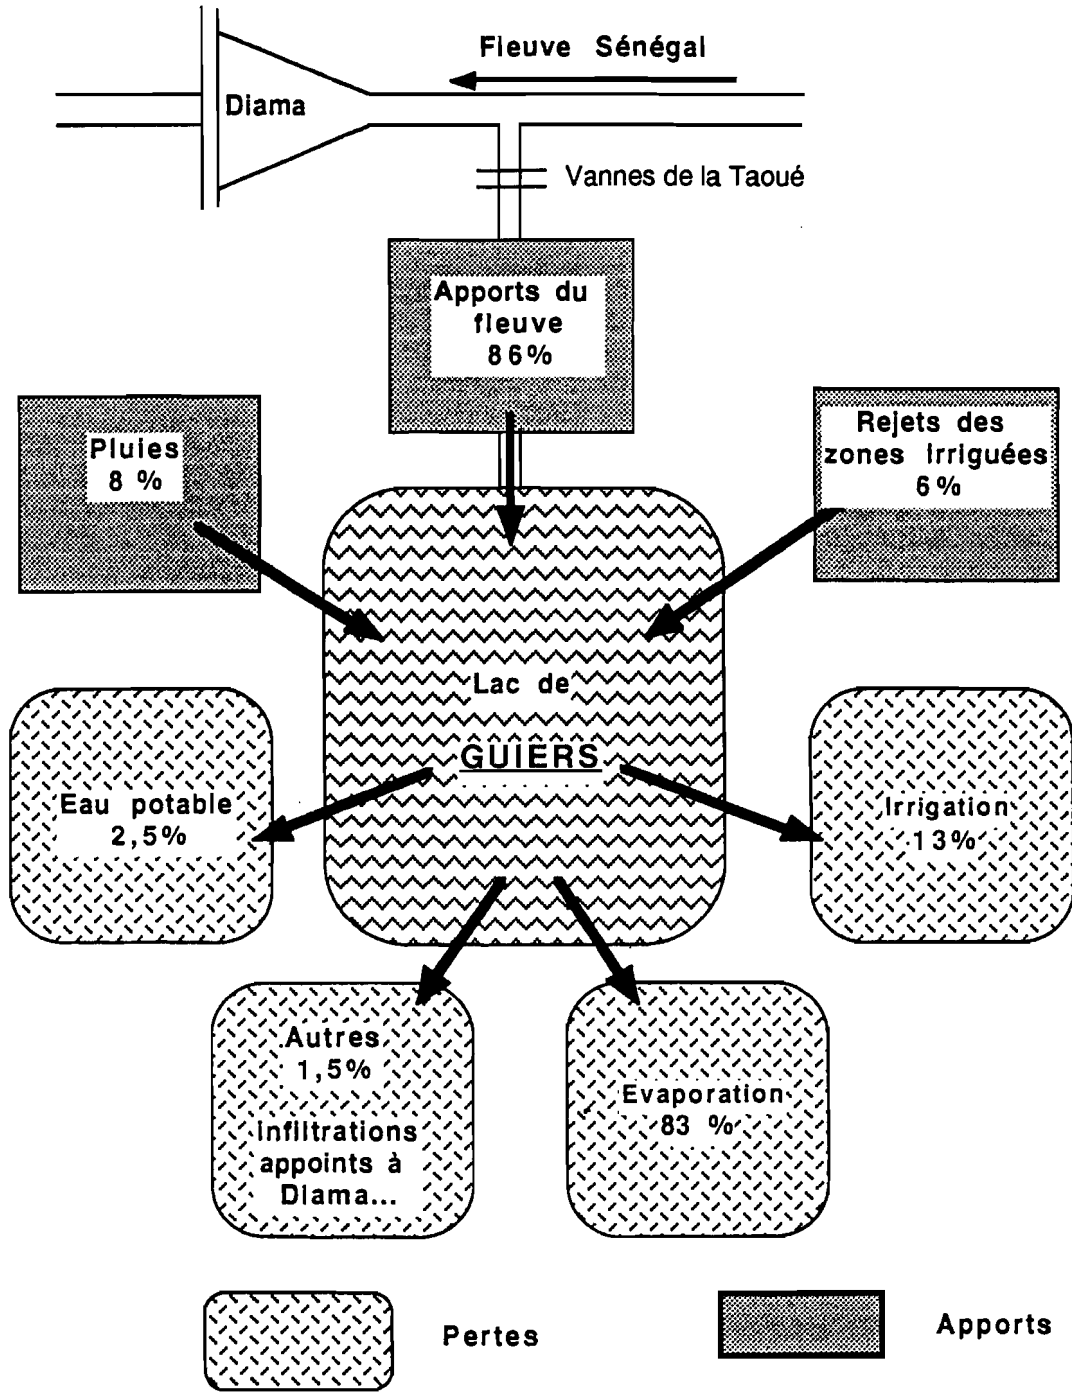 Fleuve Sénégal
Diama
Vannes de la Taoué
Apports du
fleuve
86%
Pluies
8 %
Rejets des
zones irriguées
6%
Lac de
GUIERS
Eau potable
2,5%
Irrigation
13%
Autres
1,5%
infiltrations
appoints à
Diama...
Evaporation
83 %
Pertes
Apports